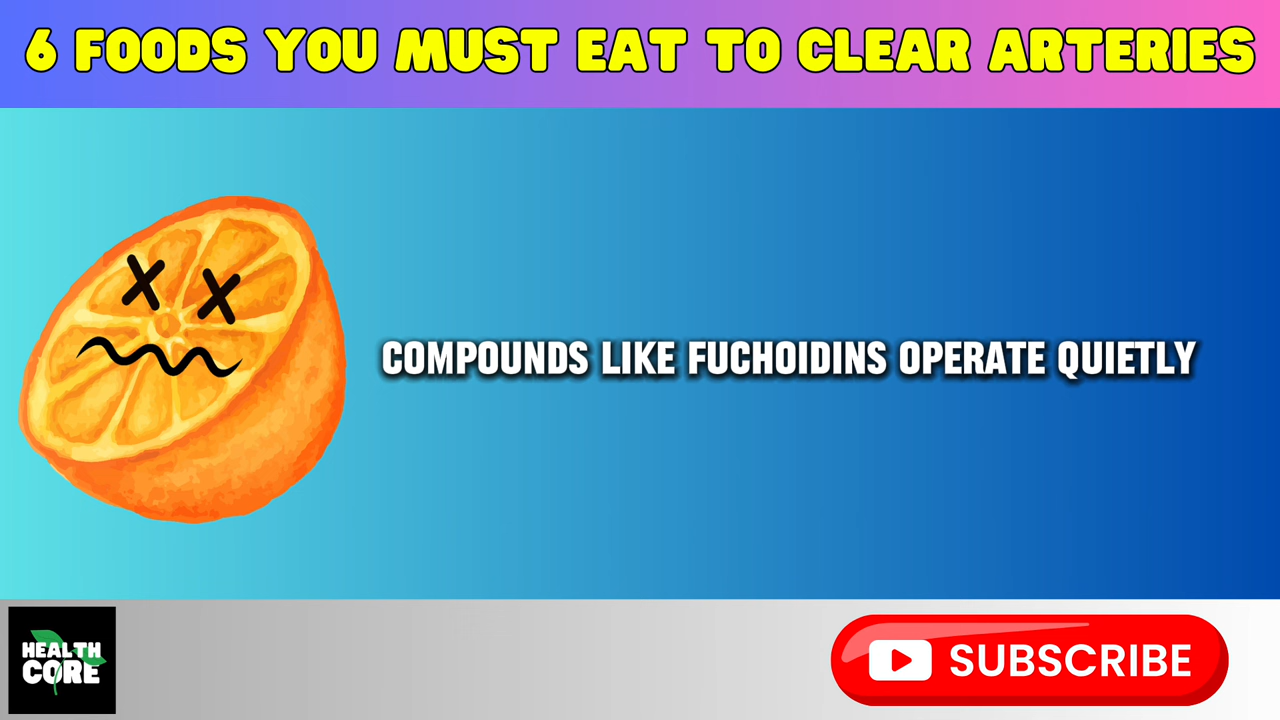 6 FOODS YOU MUST EAT TO CLEAR ARTERIES
COMPOUNDS LIKE FUCHOIDINS OPERATE QUIETLY
HEALTH
CORE
SUBSCRIBE